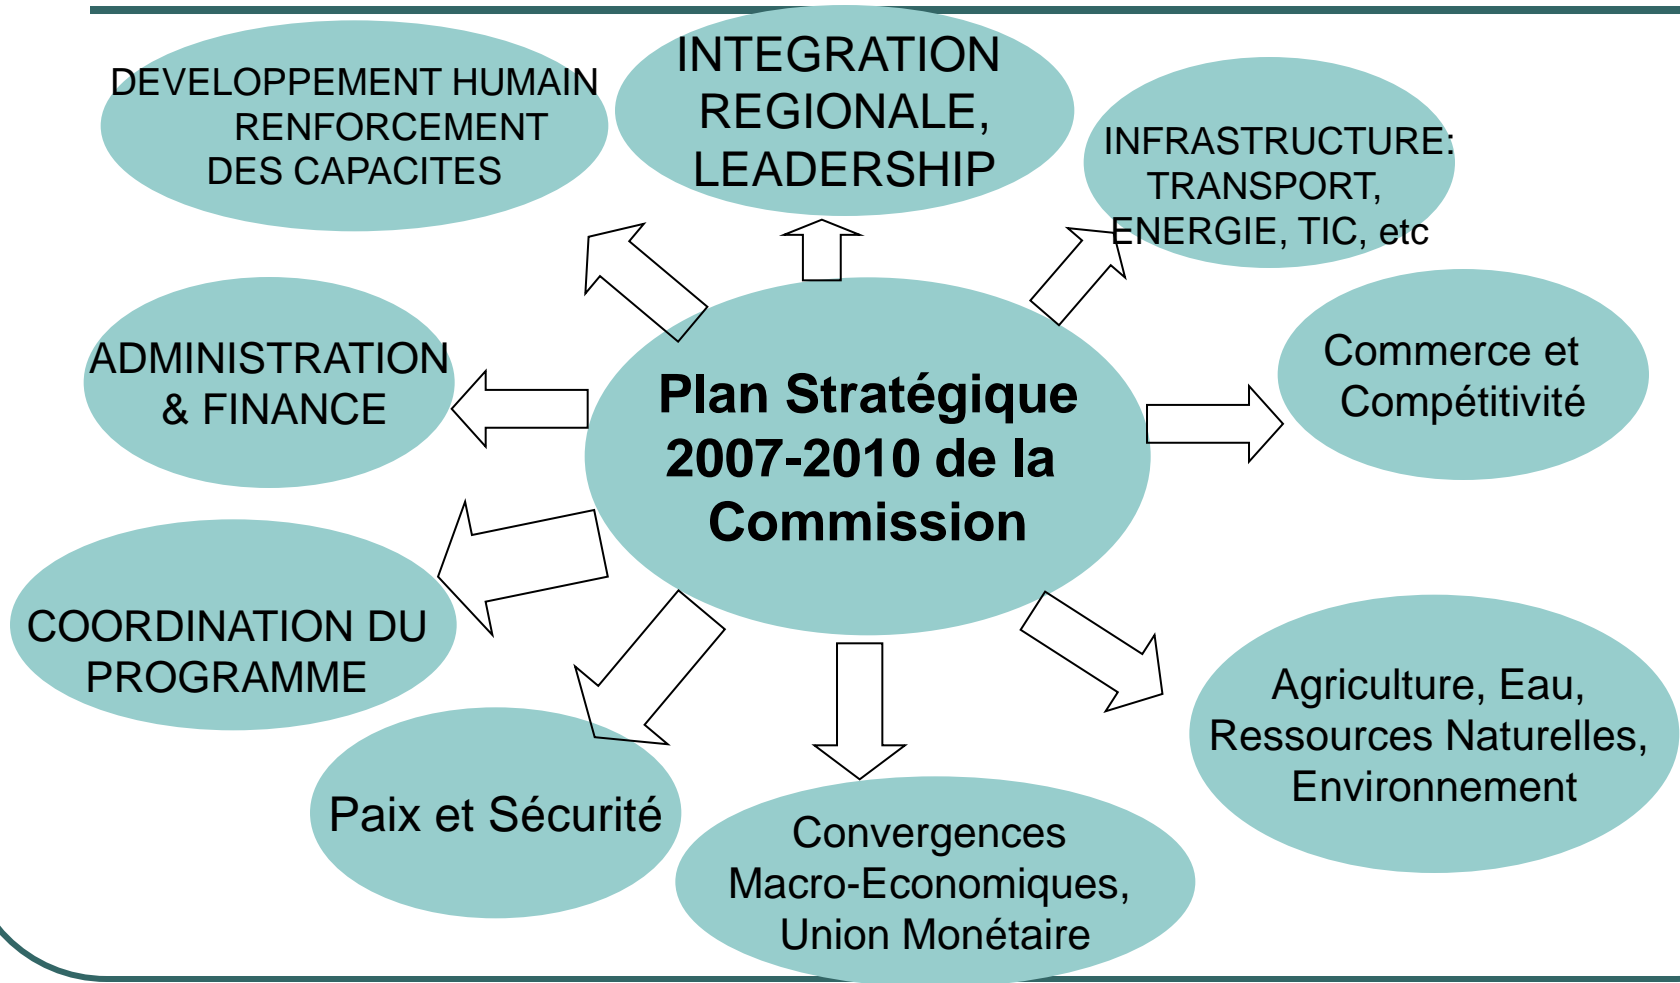 DEVELOPPEMENT HUMAIN
RENFORCEMENT
DES CAPACITES
INTEGRATION
REGIONALE,
LEADERSHIP
INFRASTRUCTURE:
TRANSPORT,
ENERGIE, TIC, etc
ADMINISTRATION
& FINANCE
Plan Stratégique
2007-2010 de la
Commission
Commerce et
Compétitivité
COORDINATION DU
PROGRAMME
Agriculture, Eau,
Ressources Naturelles,
Environnement
Paix et Sécurité
Convergences
Macro-Economiques,
Union Monétaire